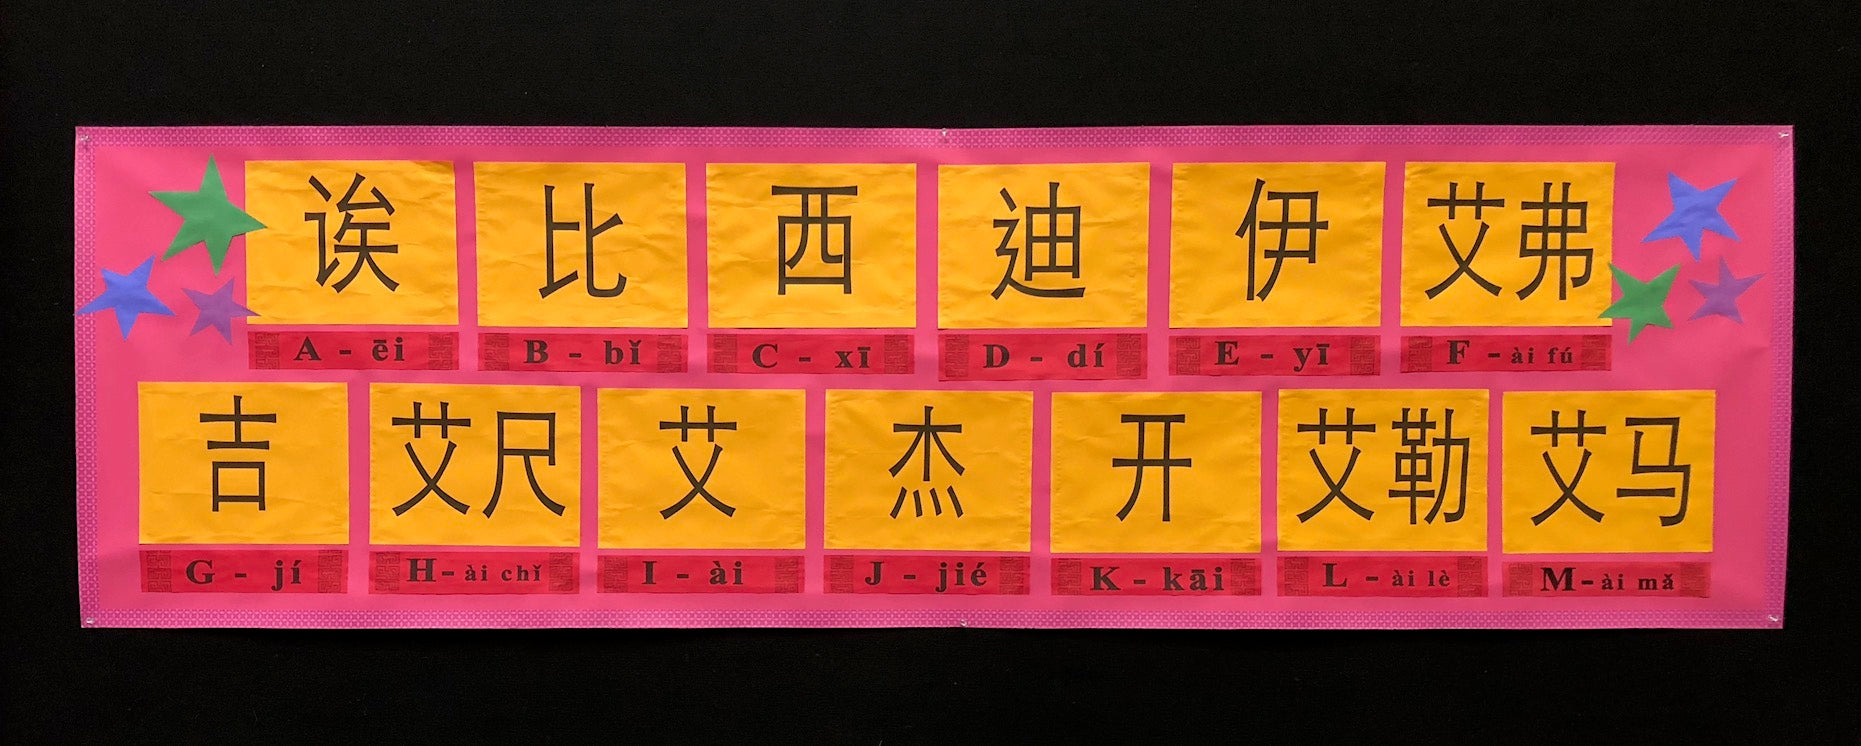 诶 比 西 迪 伊 艾弗
A - ēi B - bǐ C - xī D - dí E - yī F - ài fú
吉 艾尺 艾 杰 开 艾勒 艾马
G - jí H- ài chǐ I - ài J - jié K - kāi L - ài lè M- ài mǎ